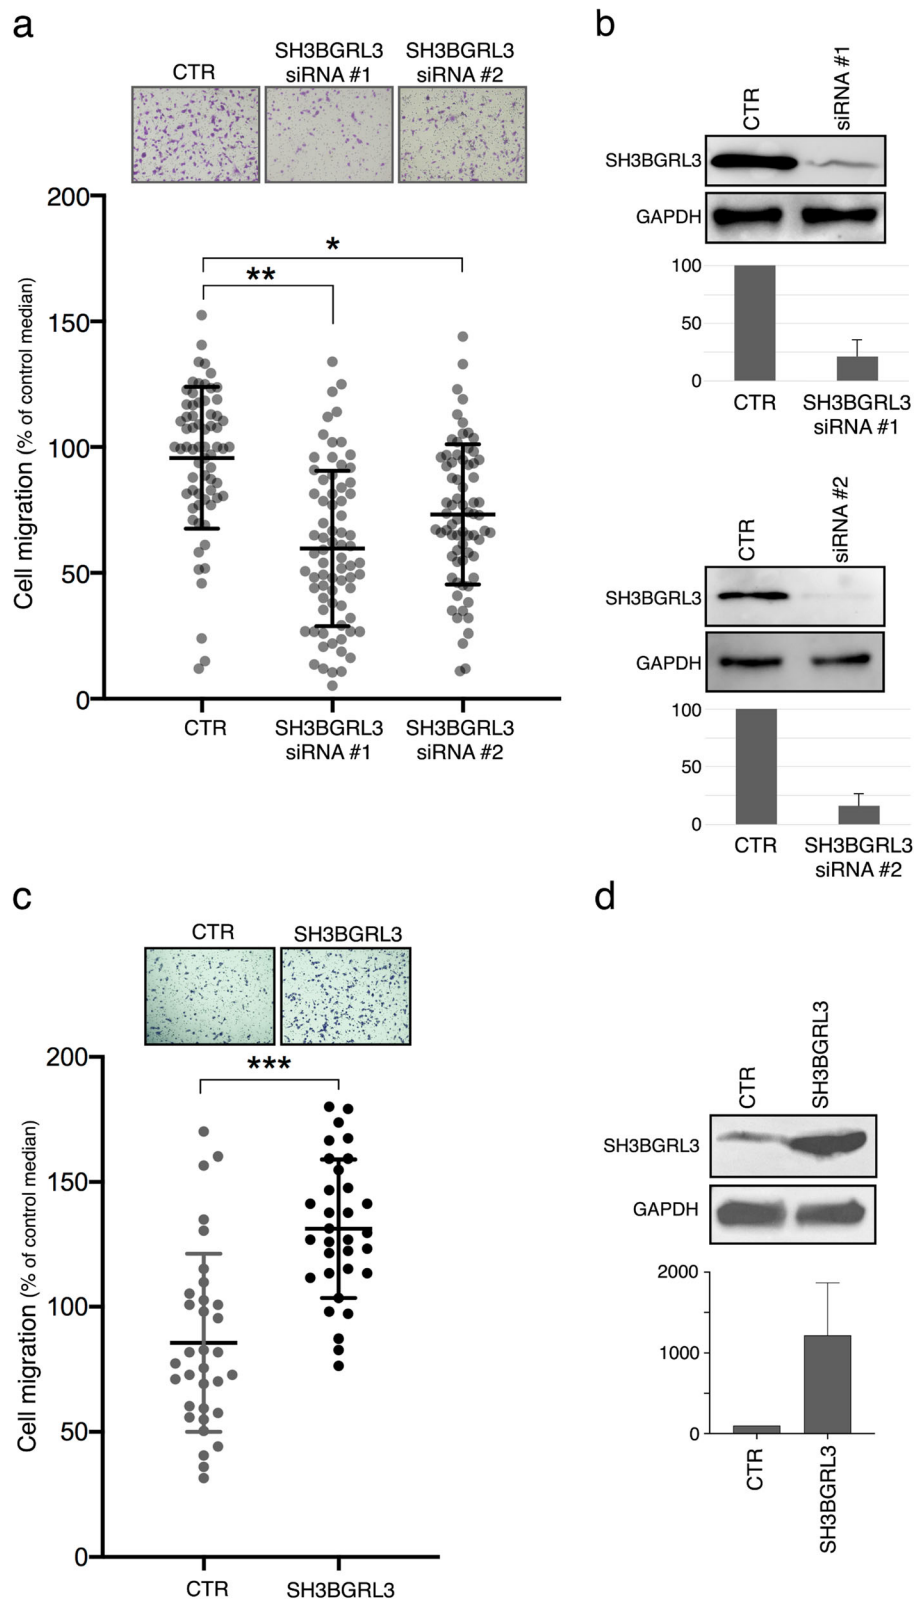 a
CTR
SH3BGRL3
siRNA #1
SH3BGRL3
siRNA #2
200
150
100
50
0
Cell migration (% of control median)
**
*
CTR
SH3BGRL3
siRNA #1
SH3BGRL3
siRNA #2
b
CTR
siRNA #1
SH3BGRL3
GAPDH
100
50
0
CTR
SH3BGRL3
siRNA #1
CTR
siRNA #2
SH3BGRL3
GAPDH
100
50
0
CTR
SH3BGRL3
siRNA #2
c
CTR
SH3BGRL3
200
150
100
50
0
Cell migration (% of control median)
***
CTR
SH3BGRL3
d
CTR
SH3BGRL3
SH3BGRL3
GAPDH
2000
1000
0
CTR
SH3BGRL3